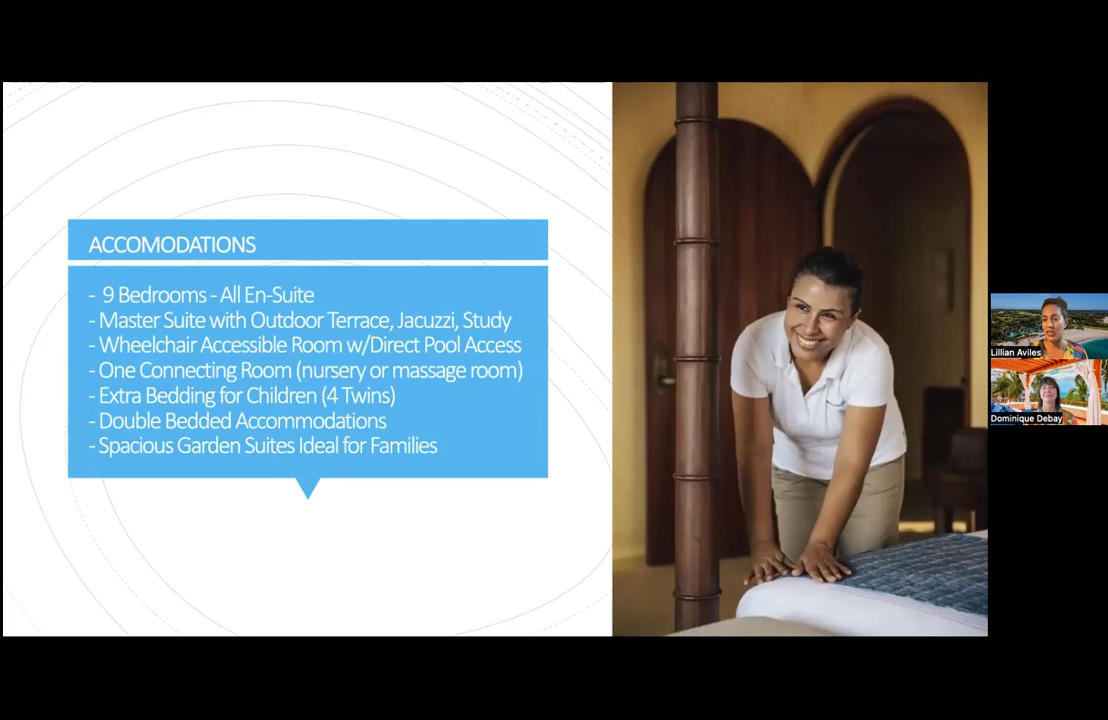 ACCOMODATIONS
- 9 Bedrooms - All En-Suite
- Master Suite with Outdoor Terrace, Jacuzzi, Study
- Wheelchair Accessible Room w/Direct Pool Access
- One Connecting Room (nursery or massage room)
- Extra Bedding for Children (4 Twins)
- Double Bedded Accommodations
- Spacious Garden Suites Ideal for Families
Lillian Aviles
Dominique Debay